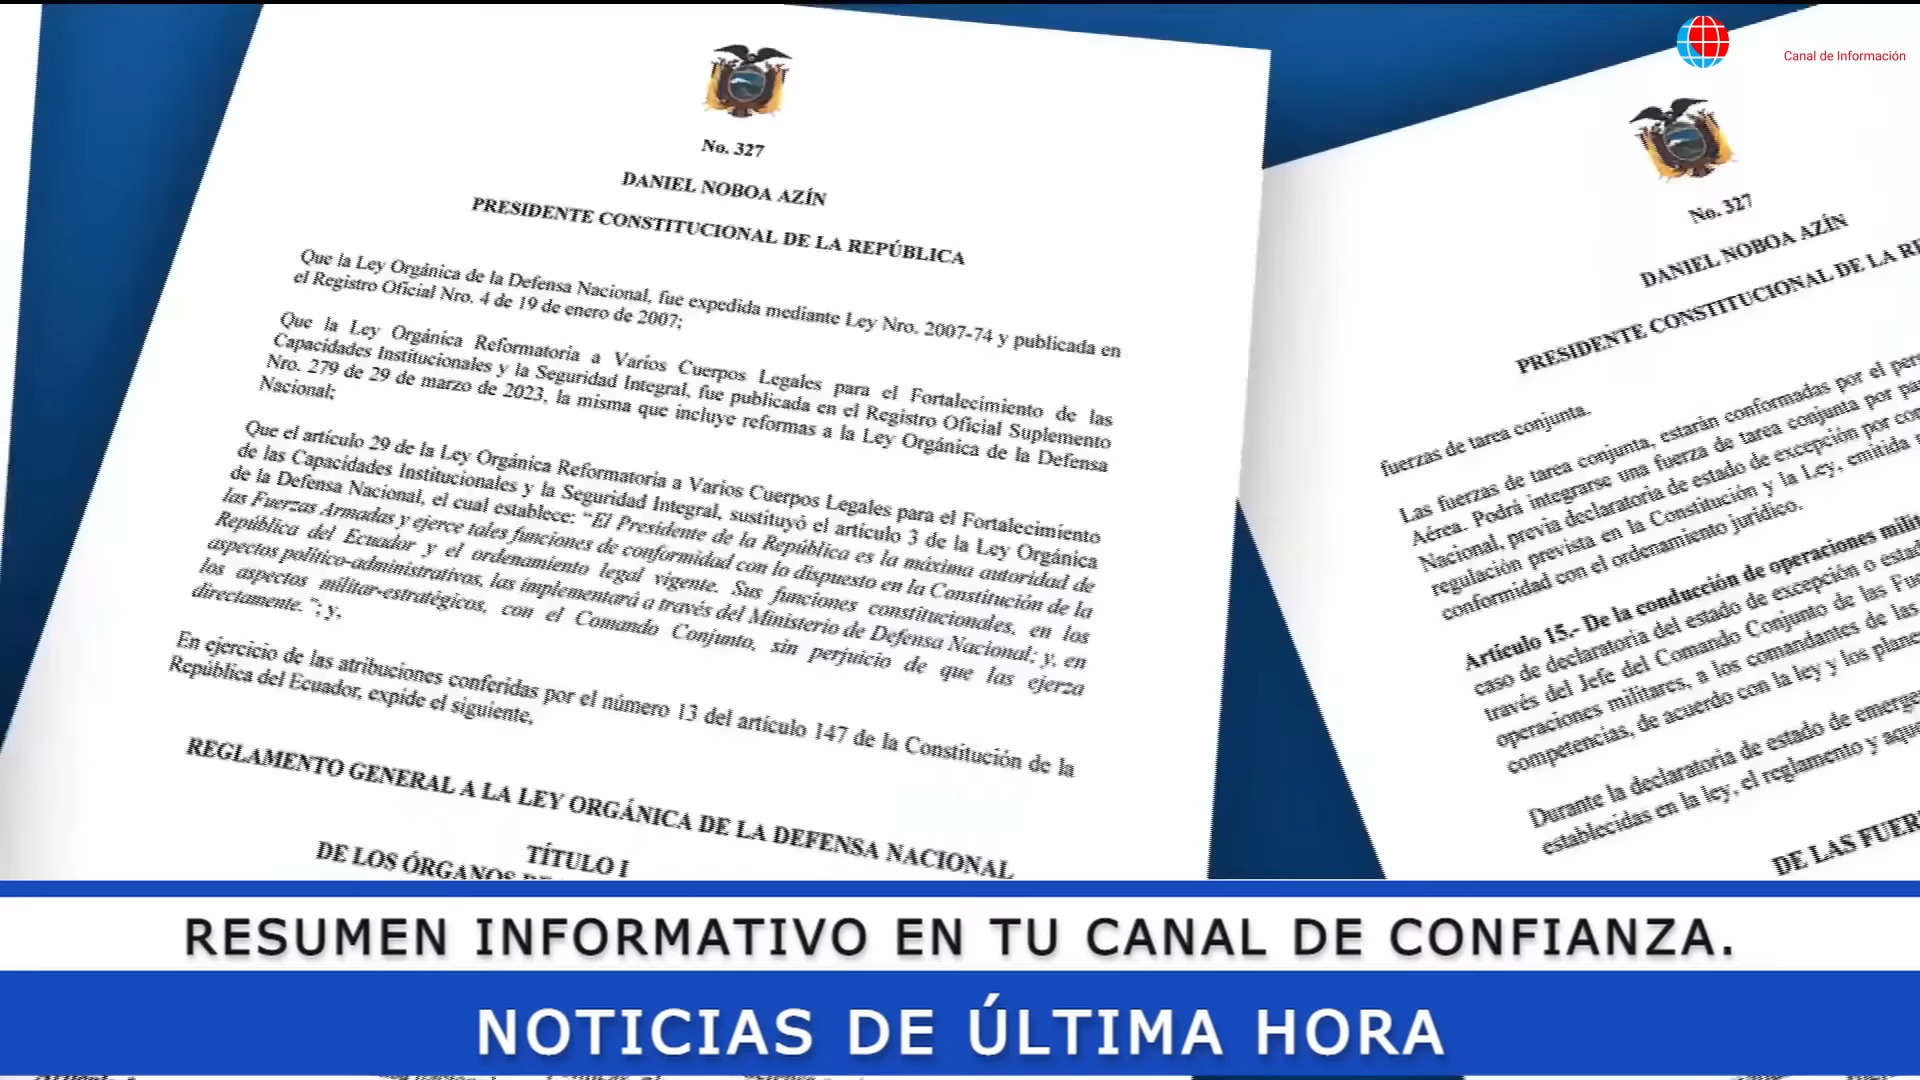 Canal de Información
No. 327
DANIEL NOBOA AZÍN
PRESIDENTE CONSTITUCIONAL DE LA REPÚBLICA
Que la Ley Orgánica de la Defensa Nacional, fue expedida mediante Ley Nro. 2007-74 y publicada en
el Registro Oficial Nro. 4 de 19 de enero de 2007;
Que la Ley Orgánica Reformatoria a Varios Cuerpos Legales para el Fortalecimiento de las
Capacidades Institucionales y la Seguridad Integral, fue publicada en el Registro Oficial Suplemento
Nro. 279 de 29 de marzo de 2023, la misma que incluye reformas a la Ley Orgánica de la Defensa
Nacional;
Que el artículo 29 de la Ley Orgánica Reformatoria a Varios Cuerpos Legales para el Fortalecimiento
de las Capacidades Institucionales y la Seguridad Integral, sustituyó el artículo 3 de la Ley Orgánica
de la Defensa Nacional, el cual establece: "El Presidente de la República es la máxima autoridad de
las Fuerzas Armadas y ejerce tales funciones de conformidad con lo dispuesto en la Constitución de la
República del Ecuador y el ordenamiento legal vigente. Sus funciones constitucionales, en los
aspectos político-administrativos, las implementará a través del Ministerio de Defensa Nacional; y, en
los aspectos militar-estratégicos, con el Comando Conjunto, sin perjuicio de que las ejerza
directamente."; y,
En ejercicio de las atribuciones conferidas por el número 13 del artículo 147 de la Constitución de la
República del Ecuador, expide el siguiente,
REGLAMENTO GENERAL A LA LEY ORGÁNICA DE LA DEFENSA NACIONAL
TÍTULO I
DE LOS ÓRGANOS
No. 327
DANIEL NOBOA AZÍN
PRESIDENTE CONSTITUCIONAL DE LA
fuerzas de tarea conjunta.
Las fuerzas de tarea conjunta, estarán conformadas por el
Aérea. Podrá integrarse una fuerza de tarea conjunta por
Nacional, previa declaratoria de estado de excepción por
regulación prevista en la Constitución y la Ley, emitida
conformidad con el ordenamiento jurídico.
Artículo 15.- De la conducción de operaciones
caso de declaratoria del estado de excepción o
través del Jefe del Comando Conjunto de las
operaciones militares, a los comandantes de las
competencias, de acuerdo con la ley y los
Durante la declaratoria de estado de
establecidas en la ley, el reglamento y
DE LAS
RESUMEN INFORMATIVO EN TU CANAL DE CONFIANZA.
NOTICIAS DE ÚLTIMA HORA